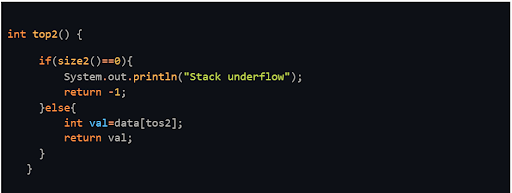 int top2() {
if(size2()==0){
System.out.println("Stack underflow");
return -1;
}else{
int val=data[tos2];
return val;
}
}